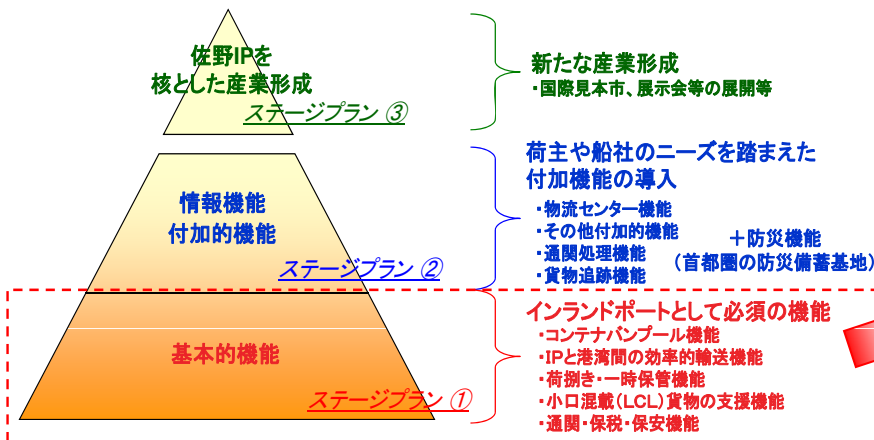 佐野IPを
核とした産業形成
ステージプラン ③
新たな産業形成
・国際見本市、展示会等の展開等
情報機能
付加的機能
ステージプラン ②
荷主や船社のニーズを踏まえた
付加機能の導入
・物流センター機能
・その他付加的機能
・通関処理機能
・貨物追跡機能
＋防災機能
(首都圏の防災備蓄基地)
基本的機能
ステージプラン ①
インランドポートとして必須の機能
・コンテナバンプール機能
・IPと港湾間の効率的輸送機能
・荷捌き・一時保管機能
・小口混載(LCL)貨物の支援機能
・通関・保税・保安機能